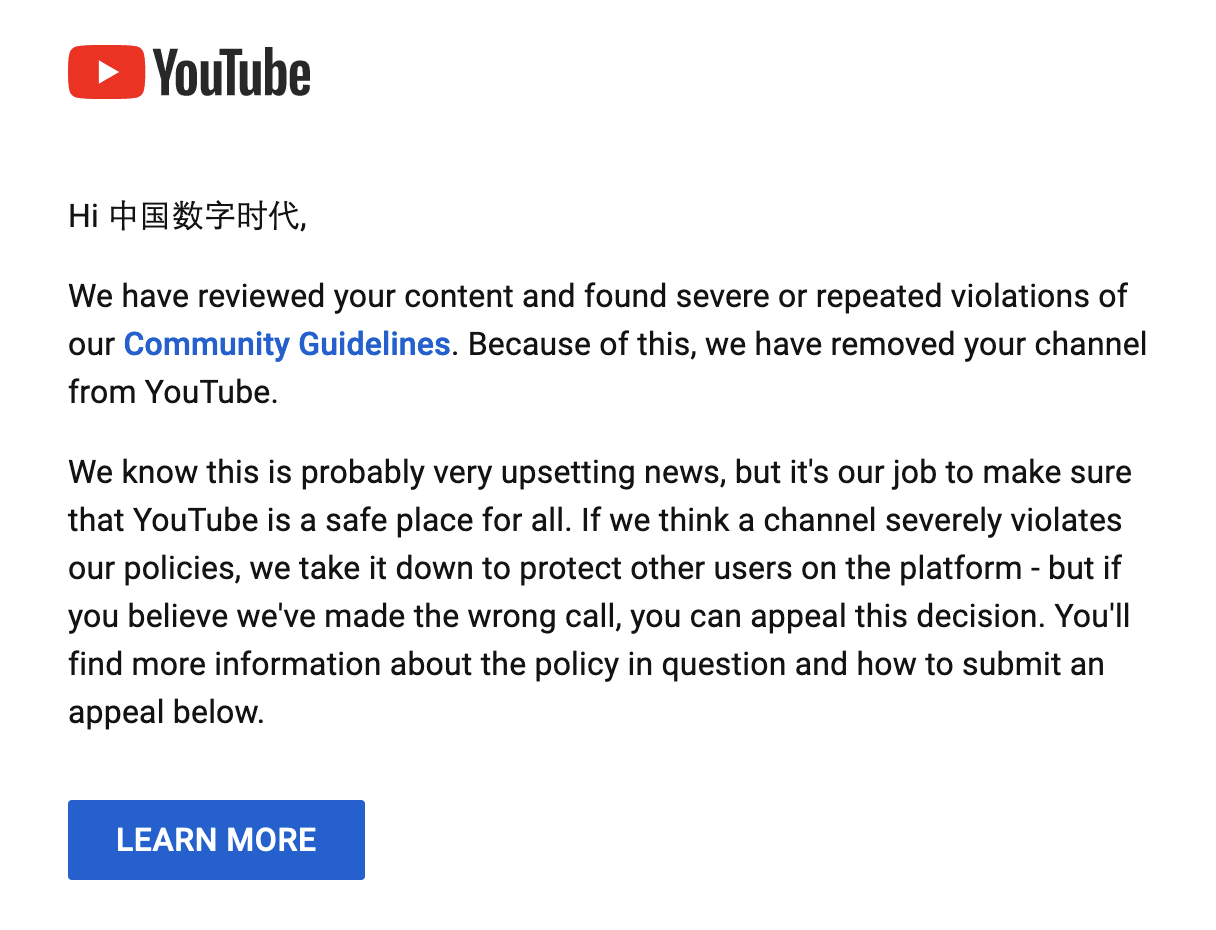 YouTube
Hi 中国数字时代,
We have reviewed your content and found severe or repeated violations of
our Community Guidelines. Because of this, we have removed your channel
from YouTube.
We know this is probably very upsetting news, but it's our job to make sure
that YouTube is a safe place for all. If we think a channel severely violates
our policies, we take it down to protect other users on the platform - but if
you believe we've made the wrong call, you can appeal this decision. You'll
find more information about the policy in question and how to submit an
appeal below.
LEARN MORE